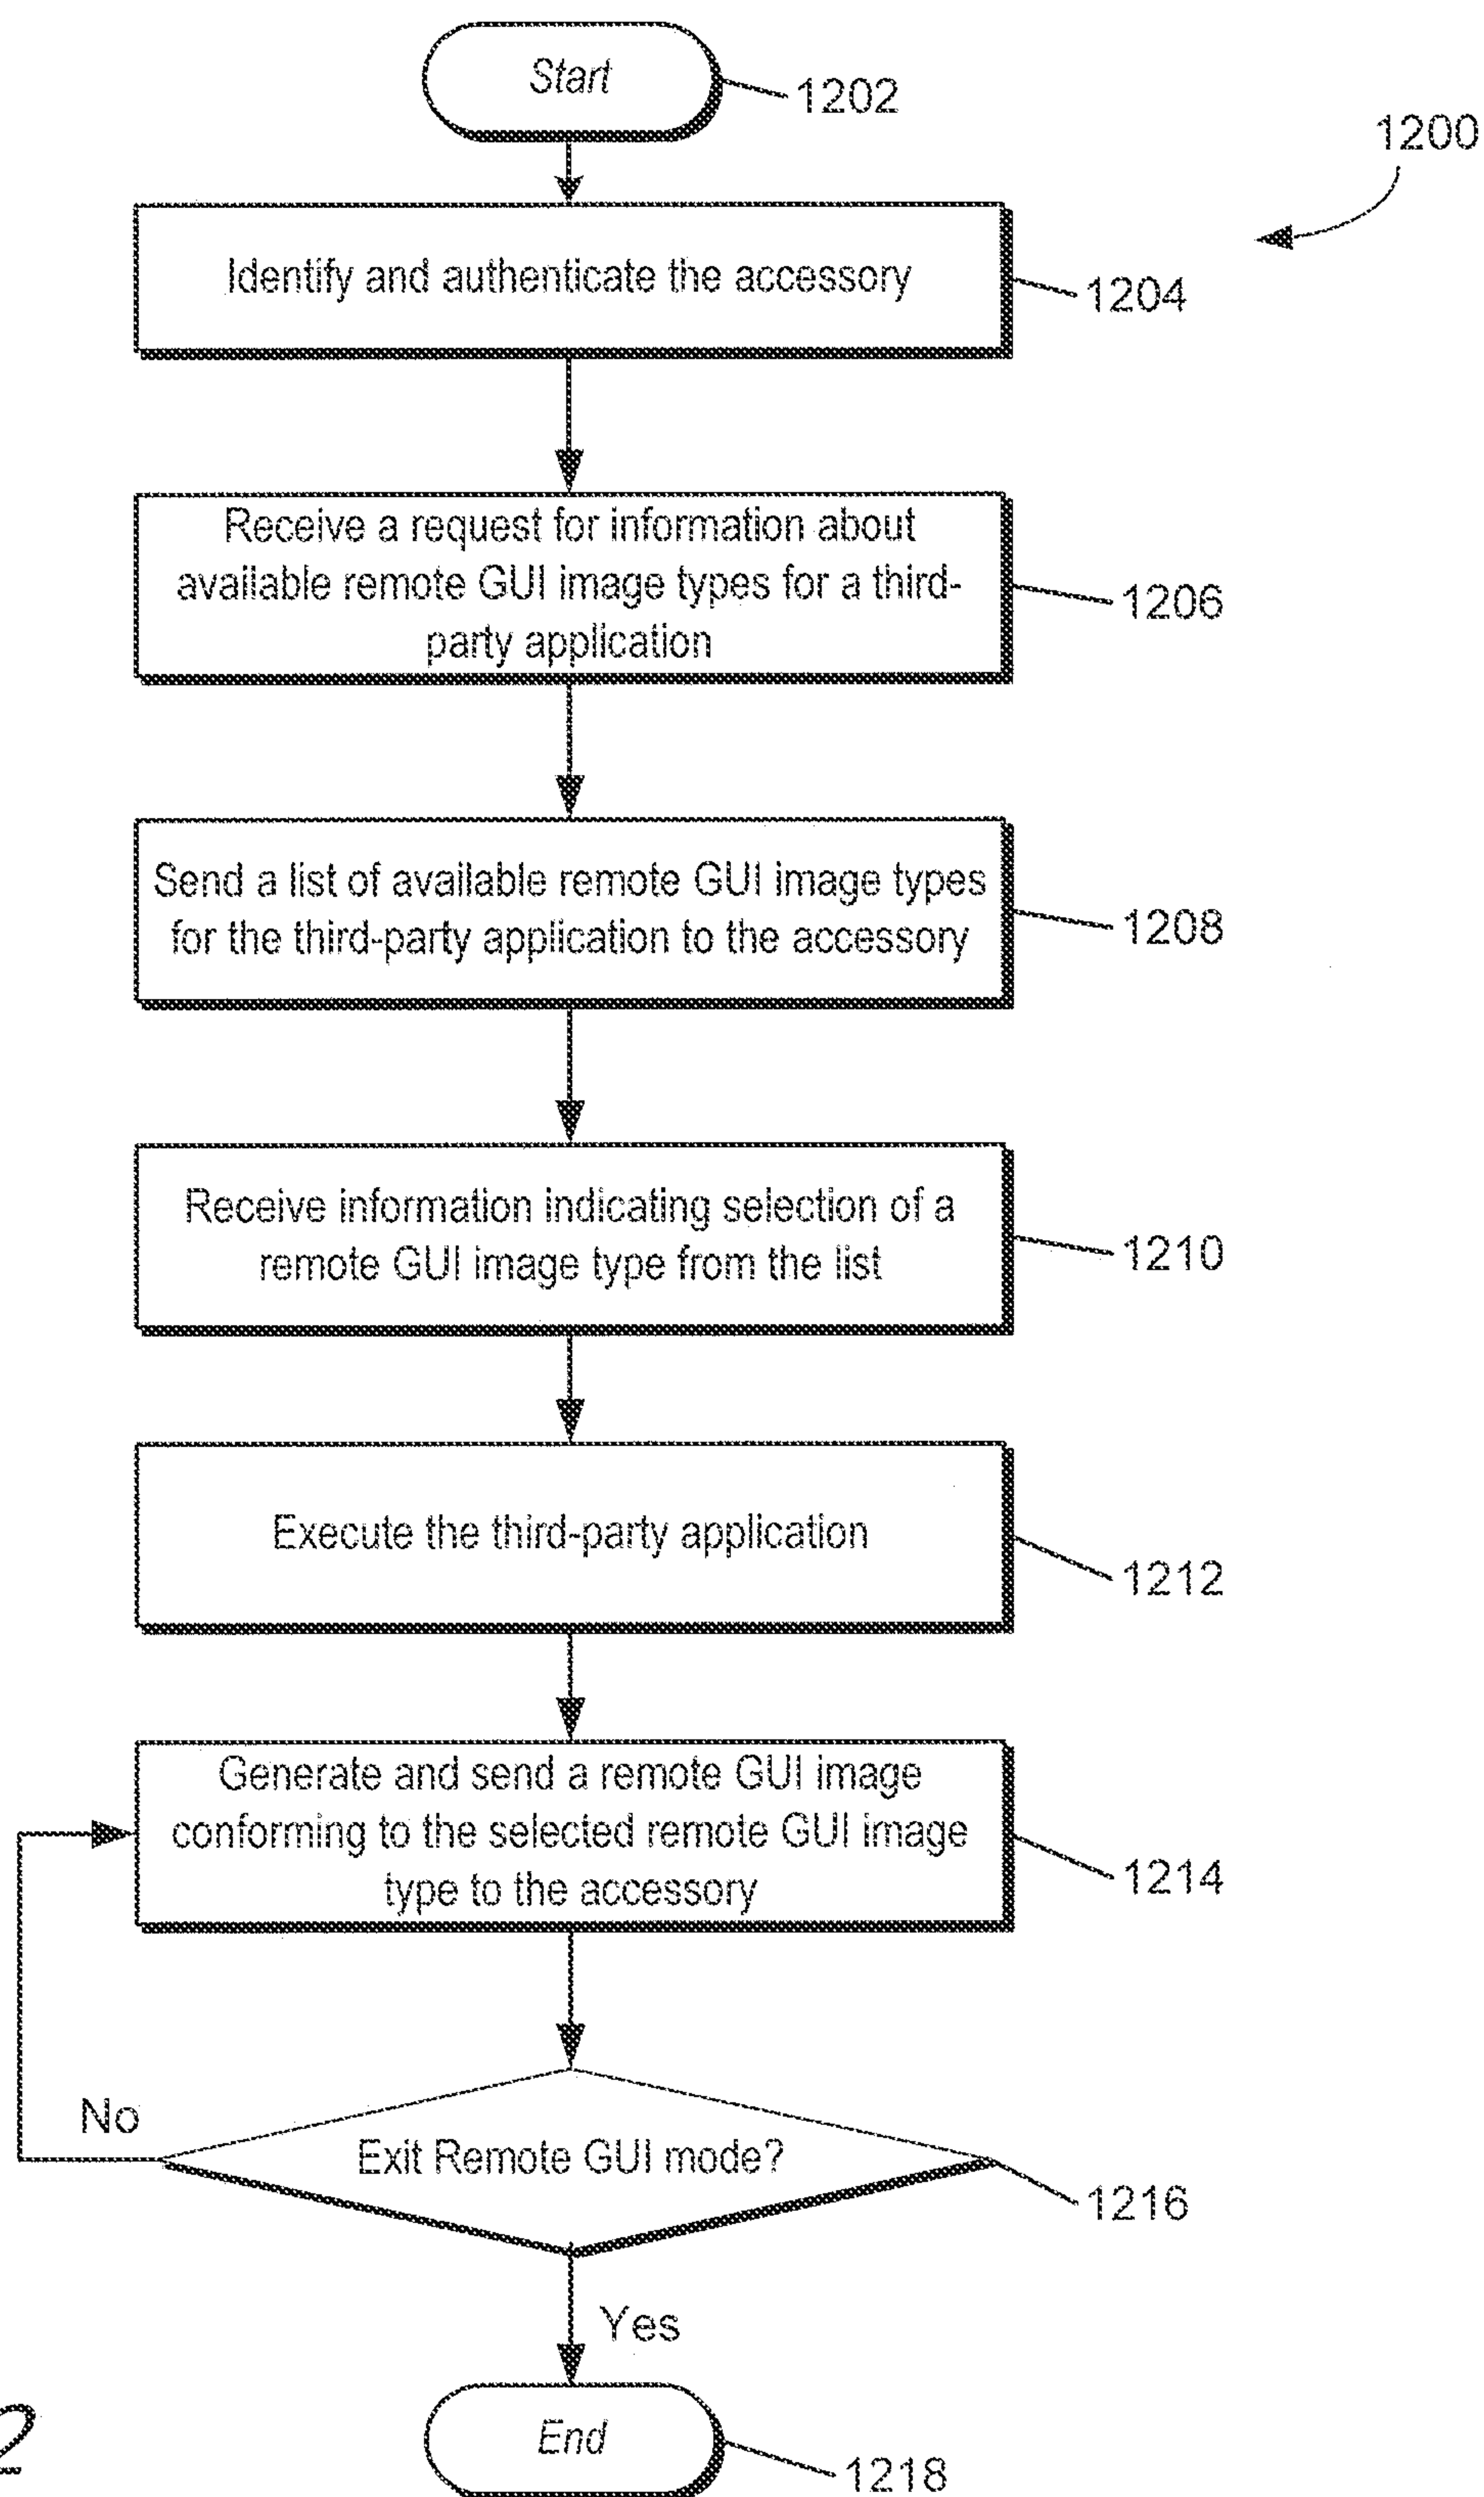 Start
1202
1200
Identify and authenticate the accessory
1204
Receive a request for information about
available remote GUI image types for a third-
party application
1206
Send a list of available remote GUI image types
for the third-party application to the accessory
1208
Receive information indicating selection of a
remote GUI image type from the list
1210
Execute the third-party application
1212
Generate and send a remote GUI image
conforming to the selected remote GUI image
type to the accessory
1214
No
Exit Remote GUI mode?
1216
Yes
End
1218
2